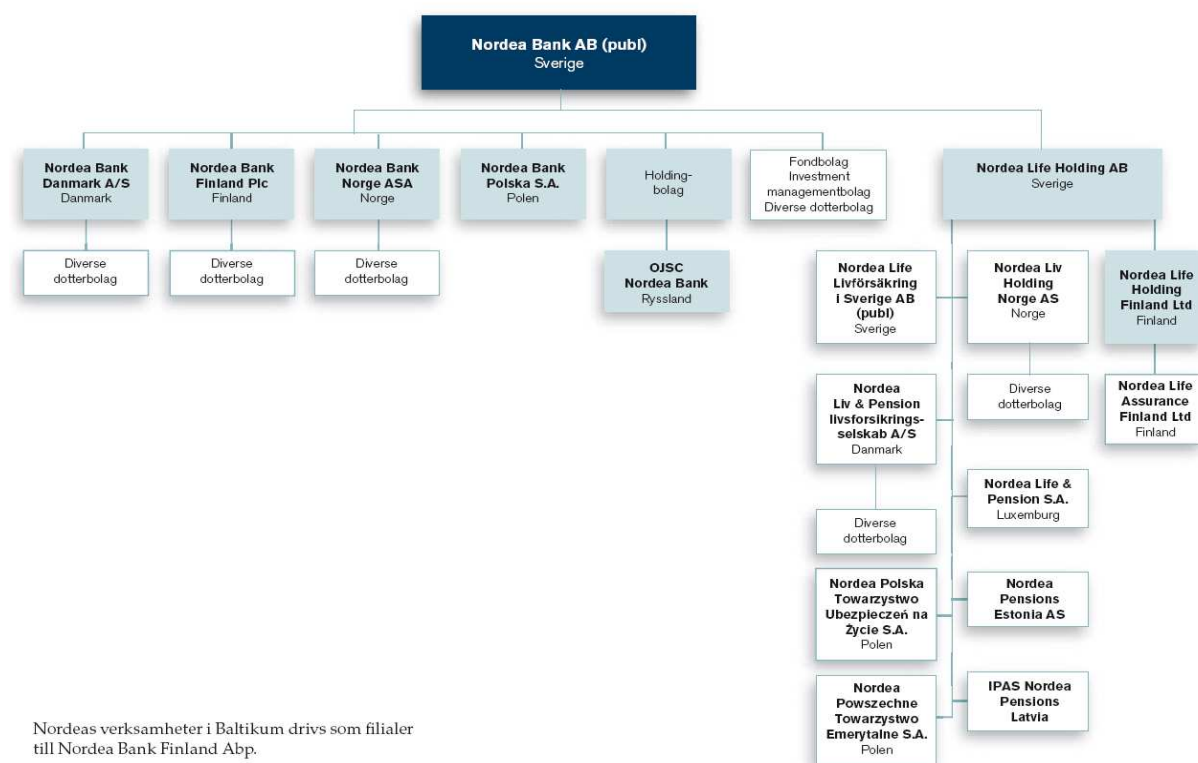 Nordea Bank AB (publ)
Sverige
Nordea Bank
Danmark A/S
Danmark
Nordea Bank
Finland Plc
Finland
Nordea Bank
Norge ASA
Norge
Nordea Bank
Polska S.A.
Polen
Holding-
bolag
Fondbolag
Investment
managementbolag
Diverse dotterbolag
Nordea Life Holding AB
Sverige
Diverse
dotterbolag
Diverse
dotterbolag
Diverse
dotterbolag
OJSC
Nordea Bank
Ryssland
Nordea Life
Livförsäkring
i Sverige AB
(publ)
Sverige
Nordea Liv
Holding
Norge AS
Norge
Nordea Life
Holding
Finland Ltd
Finland
Nordea
Liv & Pension
livsforsikrings-
selskab A/S
Danmark
Diverse
dotterbolag
Nordea Life
Assurance
Finland Ltd
Finland
Nordea Life &
Pension S.A.
Luxemburg
Diverse
dotterbolag
Nordea Polska
Towarzystwo
Ubezpieczeń na
Życie S.A.
Polen
Nordea
Pensions
Estonia AS
Nordea
Powszechne
Towarzystwo
Emerytalne S.A.
Polen
IPAS Nordea
Pensions
Latvia
Nordeas verksamheter i Baltikum drivs som filialer
till Nordea Bank Finland Abp.